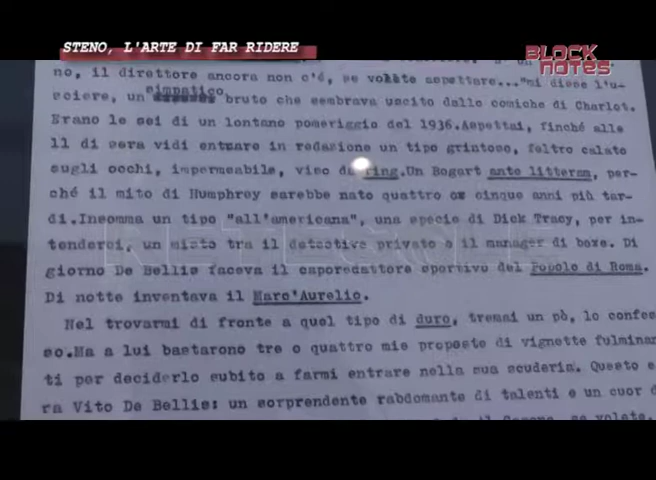 STENO, L'ARTE DI FAR RIDERE
BLOCK NOTES
no, il direttore ancora non c'é, se voléte aspettare..."mi disse l'u-
simpatico
sciere, un bruto che sembrava uscito dalle comiche di Charlot.
Erano le sei di un lontano pomeriggio del 1936.Aspettai, finché alle
11 di sera vidi entrare in redazione un tipo grintoso, feltro calato
sugli occhi, impermeabile, viso da ring.Un Bogart ante litteram, per-
ché il mito di Humphrey sarebbe nato quattro o cinque anni più tar-
di.Insomma un tipo "all'americana", una specie di Dick Tracy, per in-
tenderci, un misto tra il detective privato e il manager di boxe. Di
giorno De Bellis faceva il caporedattore sportivo del Popolo di Roma.
Di notte inventava il Marc'Aurelio.
Nel trovarmi di fronte a quel tipo di duro, tremai un pò, lo confes
so.Ma a lui bastarono tre o quattro mie proposte di vignette fulminan
ti per deciderlo subito a farmi entrare nella sua scuderia. Questo e
ra Vito De Bellis: un sorprendente rabdomante di talenti e un cuor d
RETESOLE